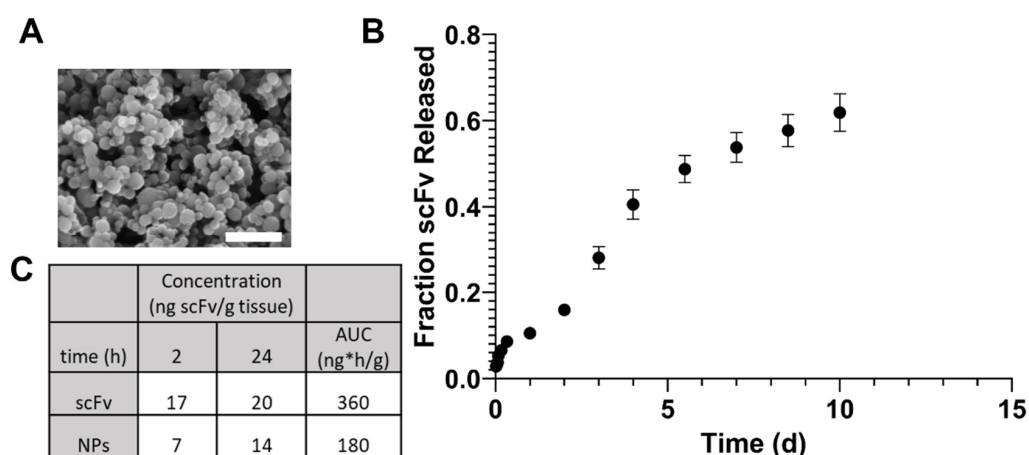 A
B
0.8
0.6
0.4
0.2
0.0
Fraction scFv Released
0
5
10
15
Time (d)
C
Concentration
(ng scFv/g tissue)
time (h) 2 24 AUC
(ng*h/g)
scFv 17 20 360
NPs 7 14 180